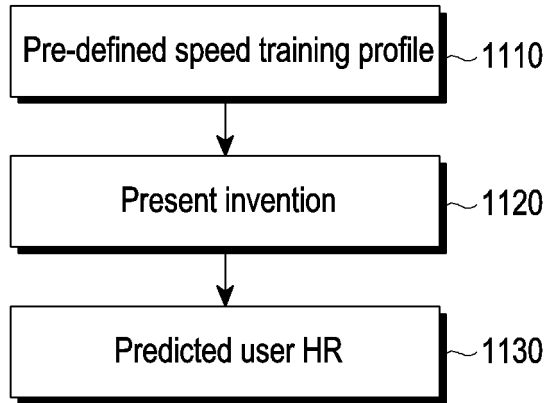 Pre-defined speed training profile
1110
Present invention
1120
Predicted user HR
1130